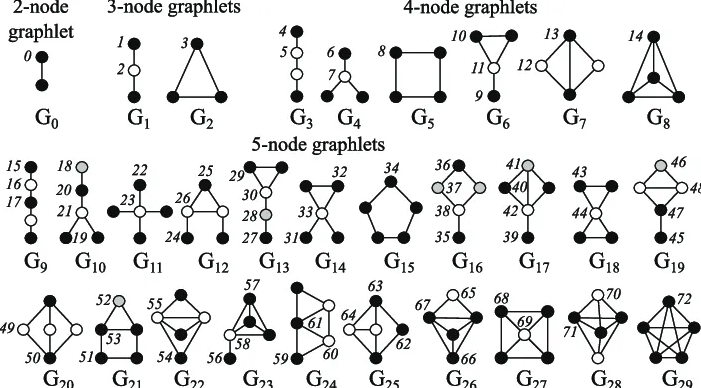 2-node 3-node graphlets 4-node graphlets
graphlet
0 1 2 3 4 5 6 7 8 10 11 9 12 13 14
G0 G1 G2 G3 G4 G5 G6 G7 G8
5-node graphlets
15 16 17 18 20 21 19 22 23 25 26 24 29 30 28 27 32 33 31 34 36 37 38 35 41 40 42 39 43 44 46 48 47 45
G9 G10 G11 G12 G13 G14 G15 G16 G17 G18 G19
49 50 52 53 51 55 54 57 58 56 61 60 59 63 64 62 65 67 66 68 69 70 71 72
G20 G21 G22 G23 G24 G25 G26 G27 G28 G29